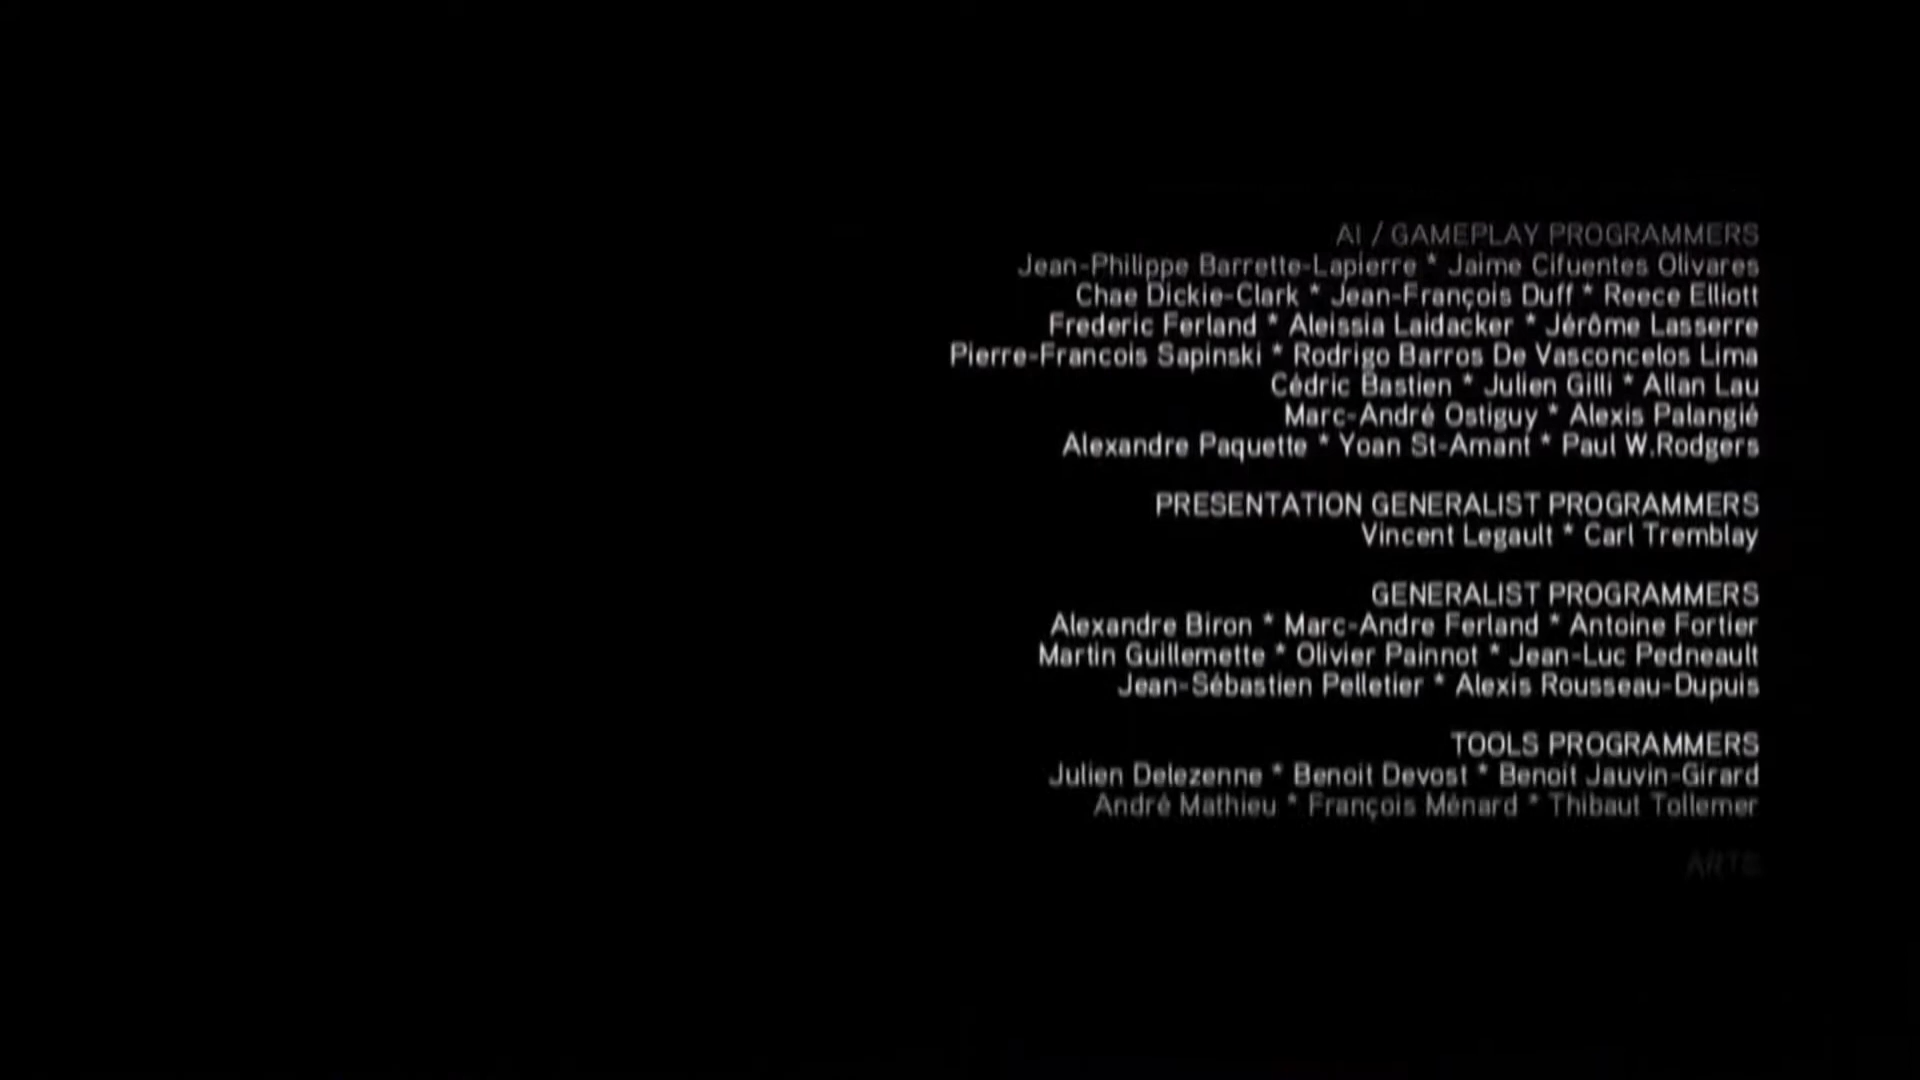 AI / GAMEPLAY PROGRAMMERS
Jean-Philippe Barrette-Lapierre * Jaime Cifuentes Olivares
Chae Dickie-Clark * Jean-François Duff * Reece Elliott
Frederic Ferland * Aleissia Laidacker * Jérôme Lasserre
Pierre-Francois Sapinski * Rodrigo Barros De Vasconcelos Lima
Cédric Bastien * Julien Gilli * Allan Lau
Marc-André Ostiguy * Alexis Palangié
Alexandre Paquette * Yoan St-Amant * Paul W.Rodgers
PRESENTATION GENERALIST PROGRAMMERS
Vincent Legault * Carl Tremblay
GENERALIST PROGRAMMERS
Alexandre Biron * Marc-Andre Ferland * Antoine Fortier
Martin Guillemette * Olivier Painnot * Jean-Luc Pedneault
Jean-Sébastien Pelletier * Alexis Rousseau-Dupuis
TOOLS PROGRAMMERS
Julien Delezenne * Benoit Devost * Benoit Jauvin-Girard
André Mathieu * François Ménard * Thibaut Tollemer
ARTS